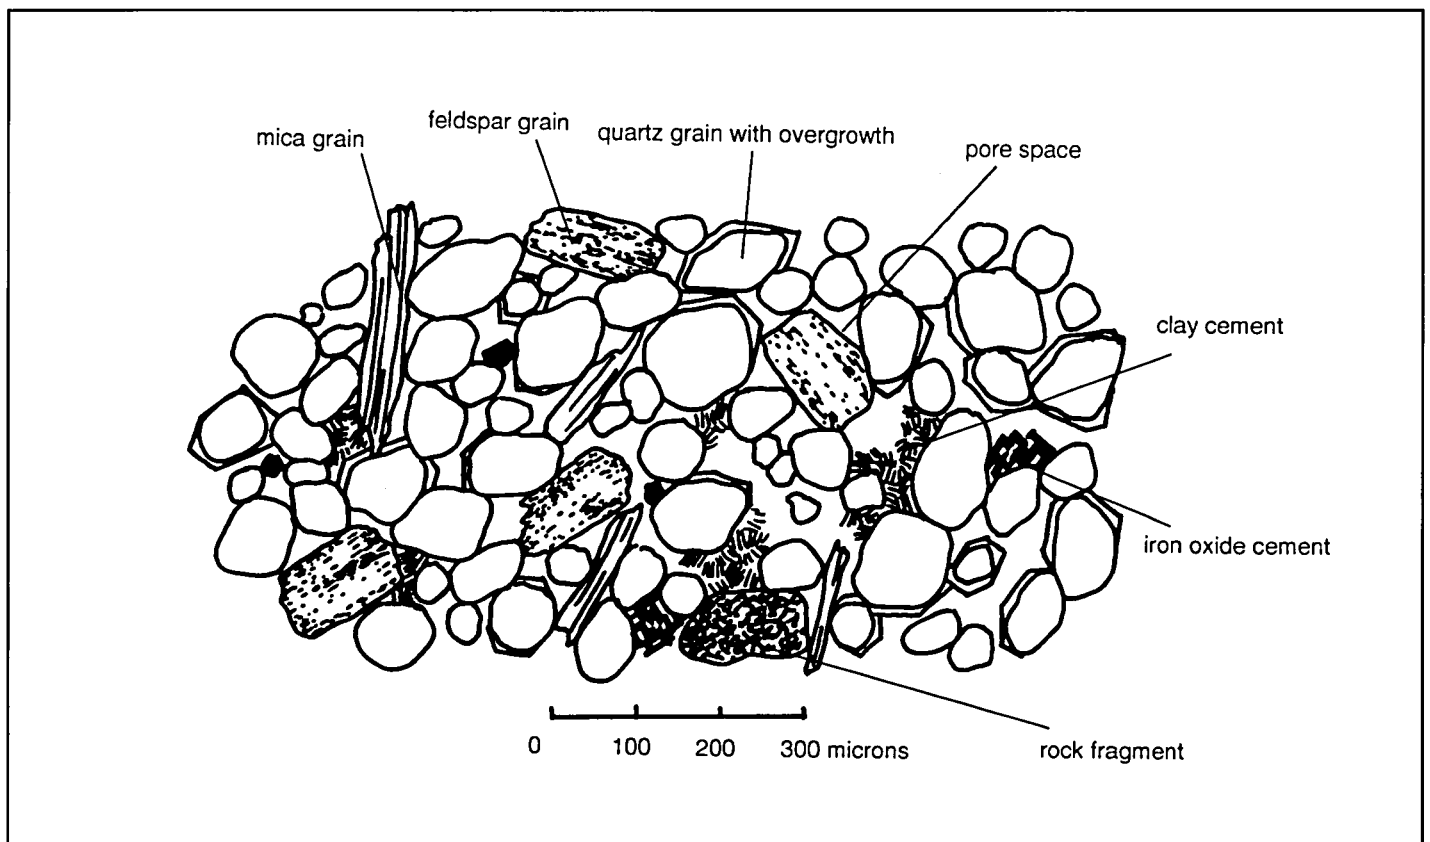 mica grain
feldspar grain
quartz grain with overgrowth
pore space
clay cement
iron oxide cement
rock fragment
0 100 200 300 microns